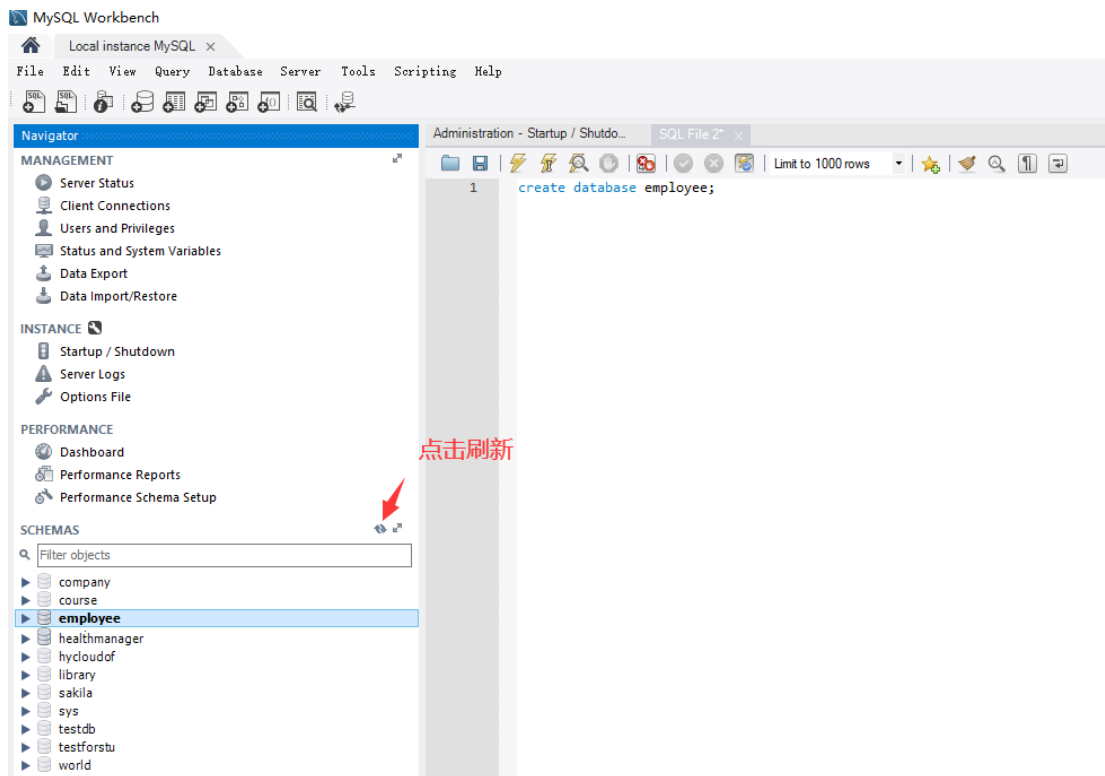 MySQL Workbench
Local instance MySQL
File Edit View Query Database Server Tools Scripting Help
Navigator
MANAGEMENT
Server Status
Client Connections
Users and Privileges
Status and System Variables
Data Export
Data Import/Restore
INSTANCE
Startup / Shutdown
Server Logs
Options File
PERFORMANCE
Dashboard
Performance Reports
Performance Schema Setup
点击刷新
SCHEMAS
Filter objects
company
course
employee
healthmanager
hycloudof
library
sakila
sys
testdb
testforstu
world
Administration - Startup / Shutdo...
SQL File 2*
Limit to 1000 rows
1 create database employee;